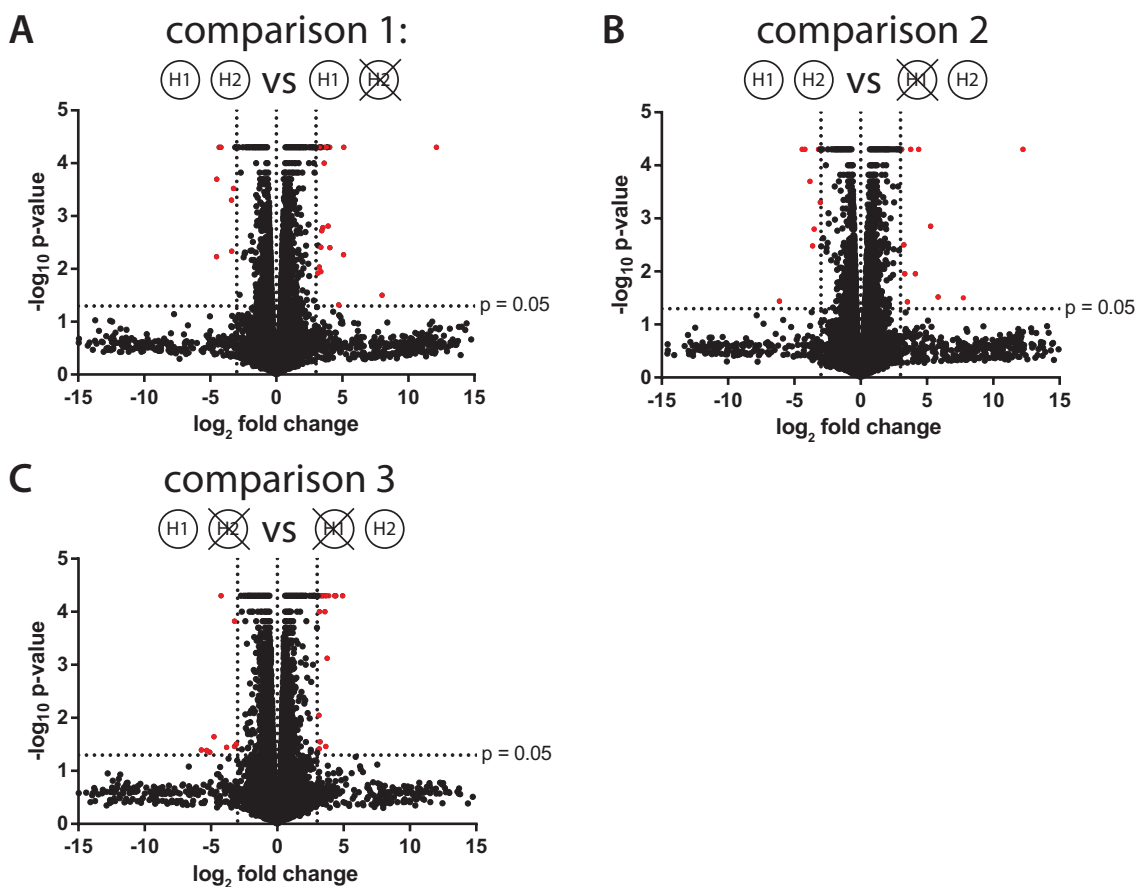 A
comparison 1:
H1 H2 vs H1 H2
5
4
3
2
1
0
-log10 p-value
p = 0.05
-15 -10 -5 0 5 10 15
log2 fold change
B
comparison 2
H1 H2 vs H1 H2
5
4
3
2
1
0
-log10 p-value
p = 0.05
-15 -10 -5 0 5 10 15
log2 fold change
C
comparison 3
H1 H2 vs H1 H2
5
4
3
2
1
0
-log10 p-value
p = 0.05
-15 -10 -5 0 5 10 15
log2 fold change